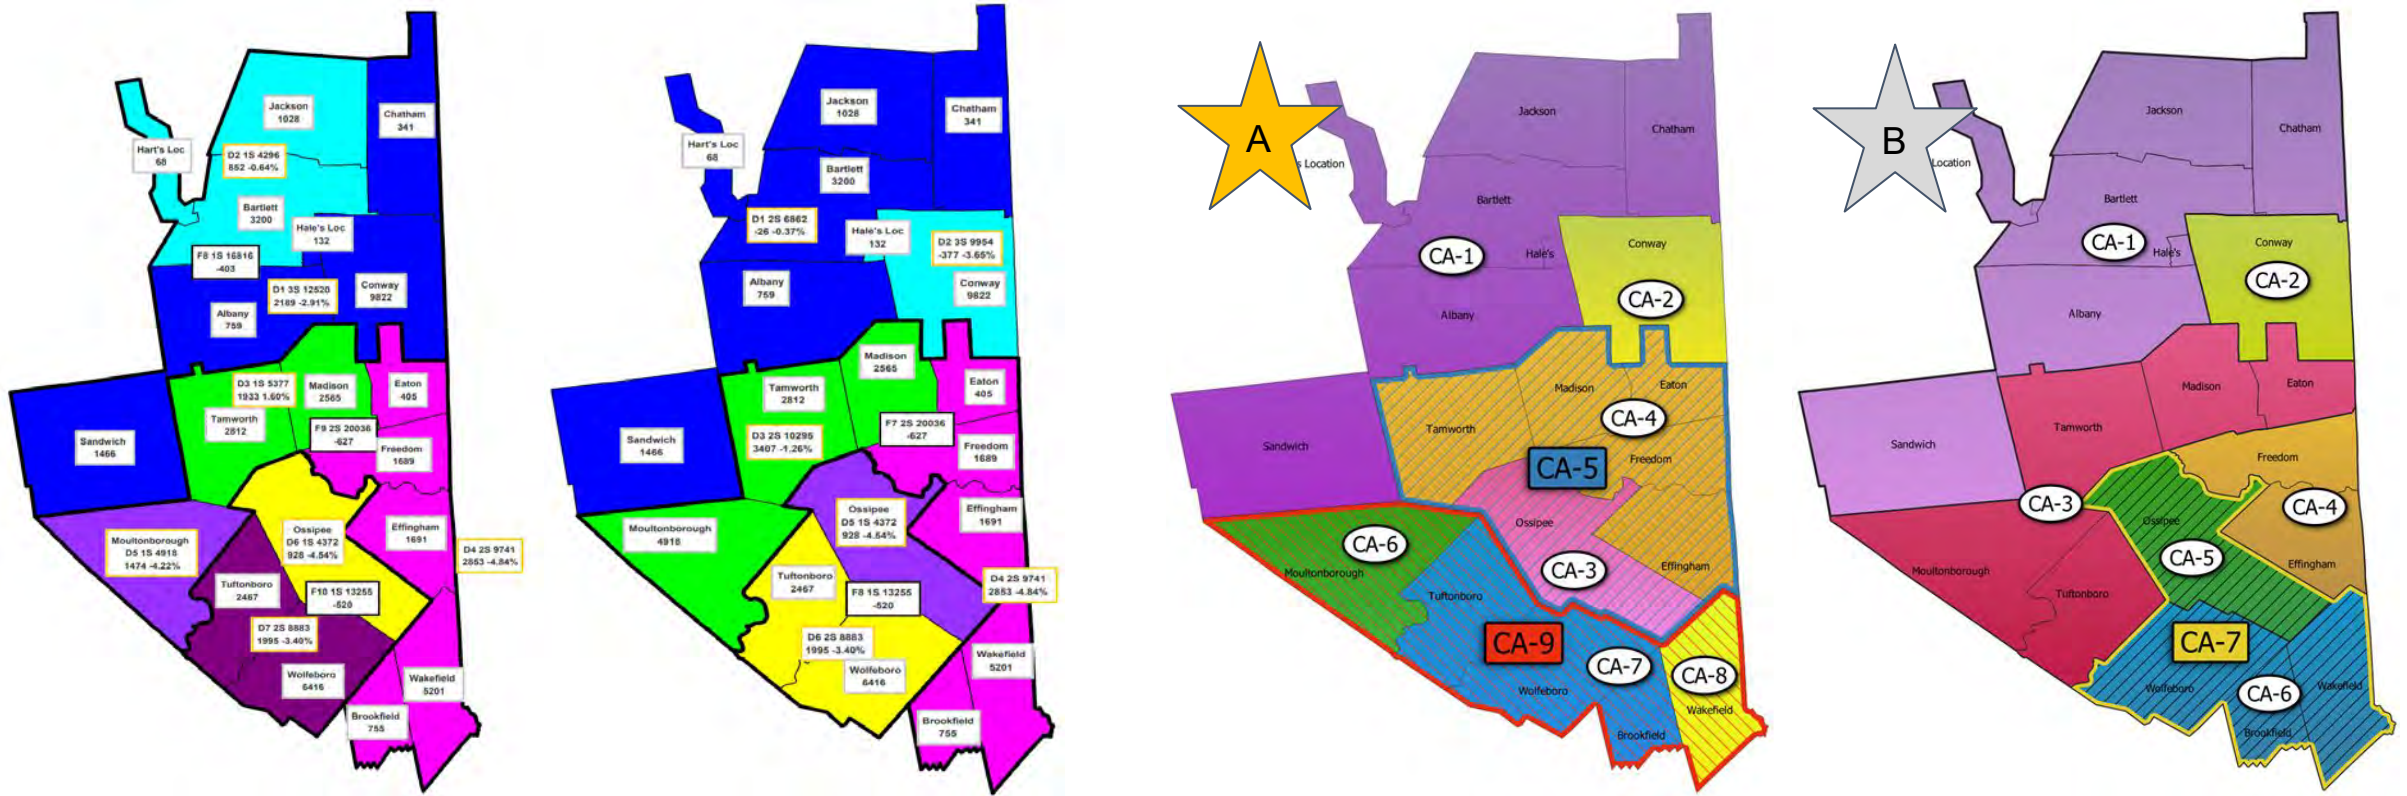 Jackson
1028
Chatham
341
Hart's Loc
68
D2 1S 4296
852 -0.64%
Bartlett
3200
Hale's Loc
132
F8 1S 16816
-403
D1 3S 12520
2189 -2.91%
Conway
9822
Albany
759
D3 1S 5377
1933 1.60%
Madison
2565
Eaton
405
Tamworth
2812
F9 2S 20036
-627
Sandwich
1466
Freedom
1689
Moultonborough
D5 1S 4918
1474 -4.22%
Ossipee
D6 1S 4372
928 -4.54%
Effingham
1691
D4 2S 9741
2853 -4.84%
Tuftonboro
2467
F10 1S 13255
-520
D7 2S 8883
1995 -3.40%
Wolfeboro
6416
Wakefield
5201
Brookfield
755
Jackson
1028
Chatham
341
Hart's Loc
68
Bartlett
3200
D1 2S 6862
-26 -0.37%
Hale's Loc
132
D2 3S 9954
-377 -3.65%
Albany
759
Conway
9822
Madison
2565
Tamworth
2812
Eaton
405
D3 2S 10295
3407 -1.26%
F7 2S 20036
-627
Sandwich
1466
Freedom
1689
Moultonborough
4918
Ossipee
D5 1S 4372
928 -4.54%
Effingham
1691
Tuftonboro
2467
F8 1S 13255
-520
D4 2S 9741
2853 -4.84%
D6 2S 8883
1995 -3.40%
Wolfeboro
6416
Wakefield
5201
Brookfield
755
A
s Location
Jackson
Chatham
Bartlett
CA-1
Hale's
Conway
CA-2
Albany
Madison
Eaton
CA-4
Tamworth
Sandwich
CA-5
Freedom
Ossipee
CA-6
Moultonborough
CA-3
Effingham
Tuftonboro
CA-9
CA-7
CA-8
Wolfeboro
Wakefield
Brookfield
B
Location
Jackson
Chatham
Bartlett
CA-1
Hale's
Conway
CA-2
Albany
Madison
Eaton
Tamworth
Sandwich
Freedom
CA-3
CA-4
Ossipee
CA-5
Moultonborough
Effingham
Tuftonboro
CA-7
Wolfeboro
CA-6
Wakefield
Brookfield